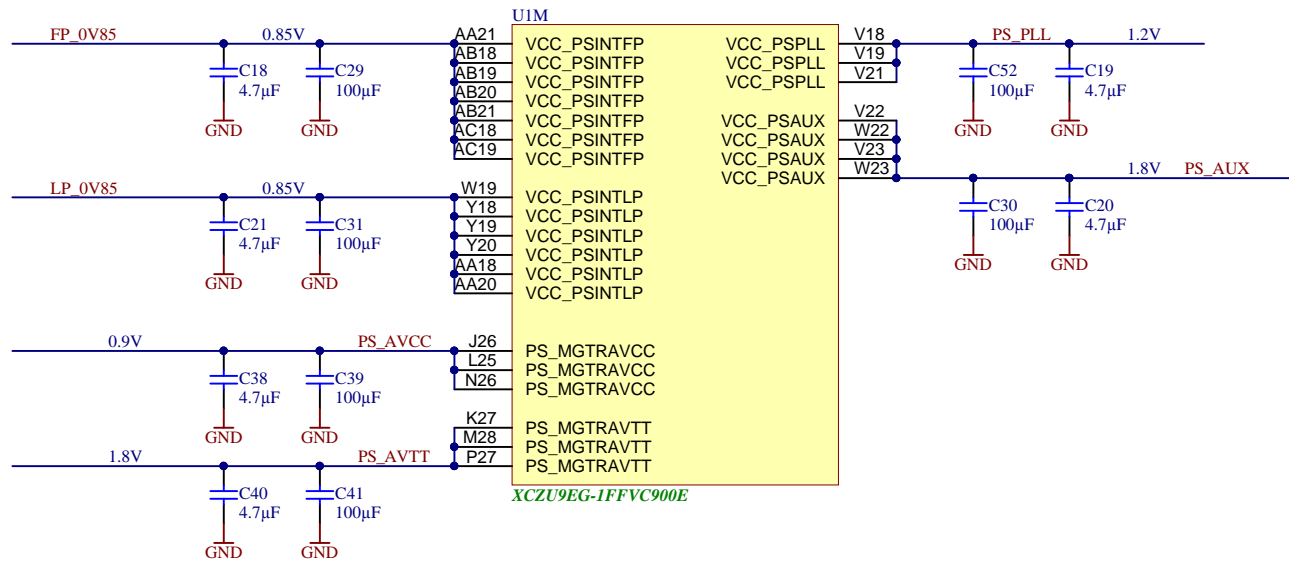 U1M
FP_0V85 0.85V
C18 4.7µF
C29 100µF
GND GND
AA21 VCC_PSINTFP
AB18 VCC_PSINTFP
AB19 VCC_PSINTFP
AB20 VCC_PSINTFP
AB21 VCC_PSINTFP
AC18 VCC_PSINTFP
AC19 VCC_PSINTFP
LP_0V85 0.85V
C21 4.7µF
C31 100µF
GND GND
W19 VCC_PSINTLP
Y18 VCC_PSINTLP
Y19 VCC_PSINTLP
Y20 VCC_PSINTLP
AA18 VCC_PSINTLP
AA20 VCC_PSINTLP
0.9V PS_AVCC
C38 4.7µF
C39 100µF
GND GND
J26 PS_MGTRAVCC
L25 PS_MGTRAVCC
N26 PS_MGTRAVCC
1.8V PS_AVTT
C40 4.7µF
C41 100µF
GND GND
K27 PS_MGTRAVTT
M28 PS_MGTRAVTT
P27 PS_MGTRAVTT
VCC_PSPLL V18
VCC_PSPLL V19
VCC_PSPLL V21
PS_PLL 1.2V
C52 100µF
C19 4.7µF
GND GND
VCC_PSAUX V22
VCC_PSAUX W22
VCC_PSAUX V23
VCC_PSAUX W23
1.8V PS_AUX
C30 100µF
C20 4.7µF
GND GND
XCZU9EG-1FFVC900E